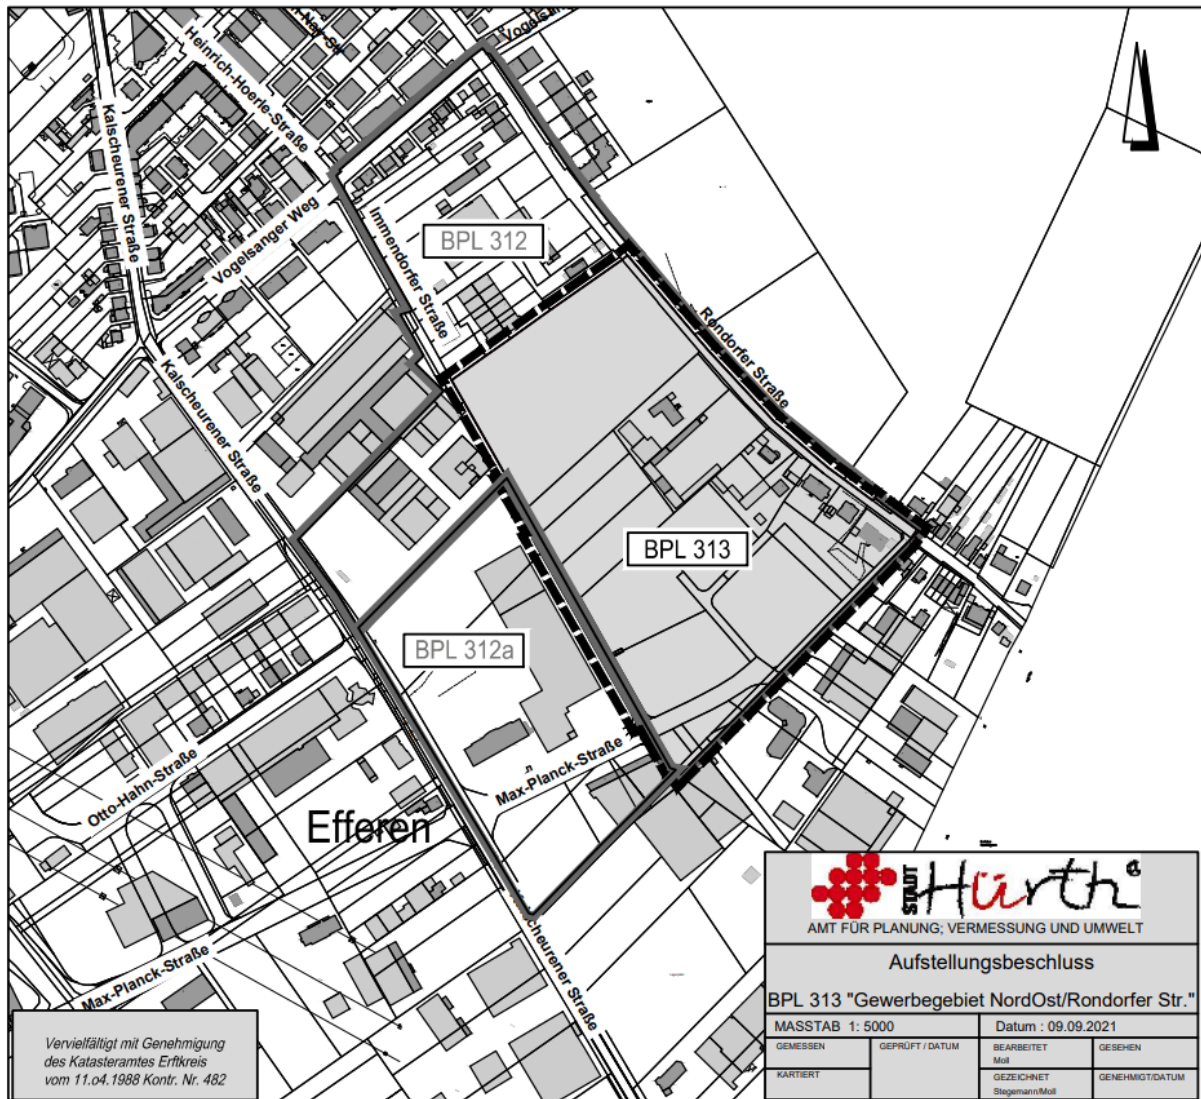 Vogelsang
Heinrich-Hoerle-Straße
Kalscheurener Straße
Vogelsanger Weg
Immendorfer Straße
BPL 312
Rondorfer Straße
Kalscheurener Straße
BPL 313
BPL 312a
Max-Planck-Straße
Otto-Hahn-Straße
Efferen
Max-Planck-Straße
Kalscheurener Straße
Vervielfältigt mit Genehmigung
des Katasteramtes Erftkreis
vom 11.o4.1988 Kontr. Nr. 482
STADT Hürth
AMT FÜR PLANUNG; VERMESSUNG UND UMWELT
Aufstellungsbeschluss
BPL 313 "Gewerbegebiet NordOst/Rondorfer Str."
MASSTAB 1: 5000
Datum : 09.09.2021
GEMESSEN
GEPRÜFT / DATUM
BEARBEITET
Moll
GESEHEN
KARTIERT
GEZEICHNET
Stegemann/Moll
GENEHMIGT/DATUM